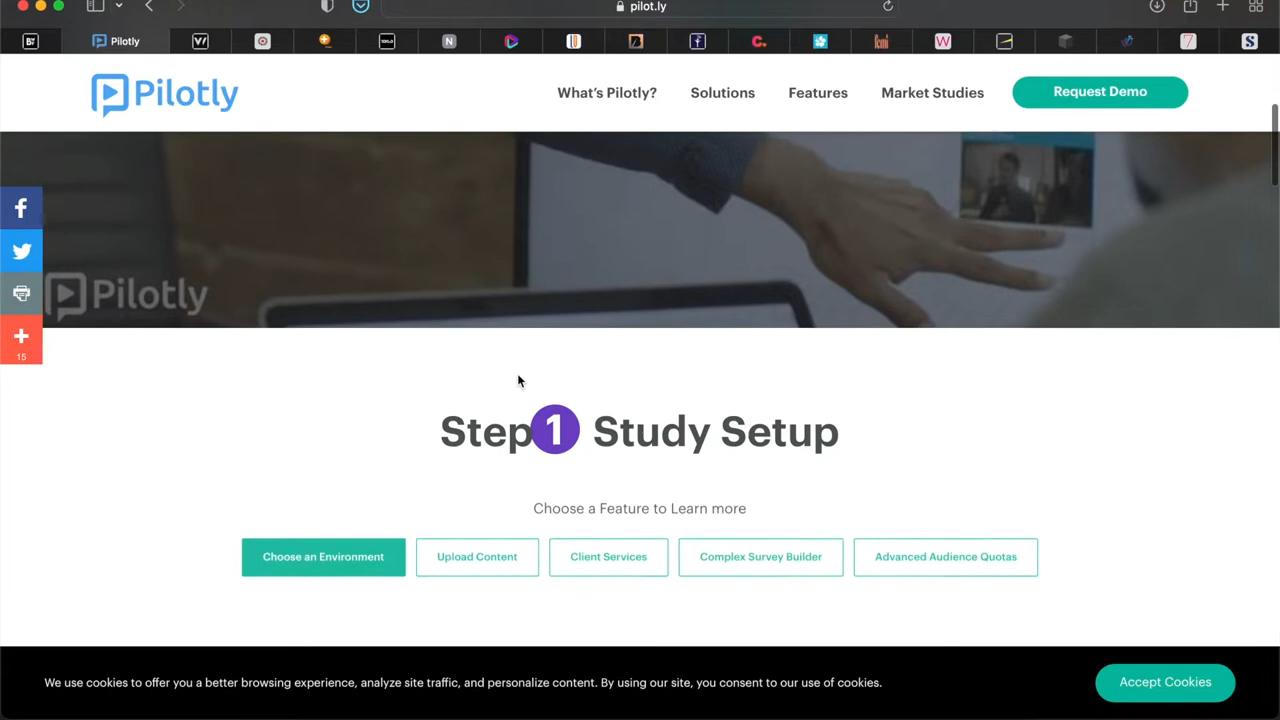 pilot.ly
Pilotly
Pilotly
What's Pilotly?
Solutions
Features
Market Studies
Request Demo
Pilotly
15
Step 1 Study Setup
Choose a Feature to Learn more
Choose an Environment
Upload Content
Client Services
Complex Survey Builder
Advanced Audience Quotas
We use cookies to offer you a better browsing experience, analyze site traffic, and personalize content. By using our site, you consent to our use of cookies.
Accept Cookies